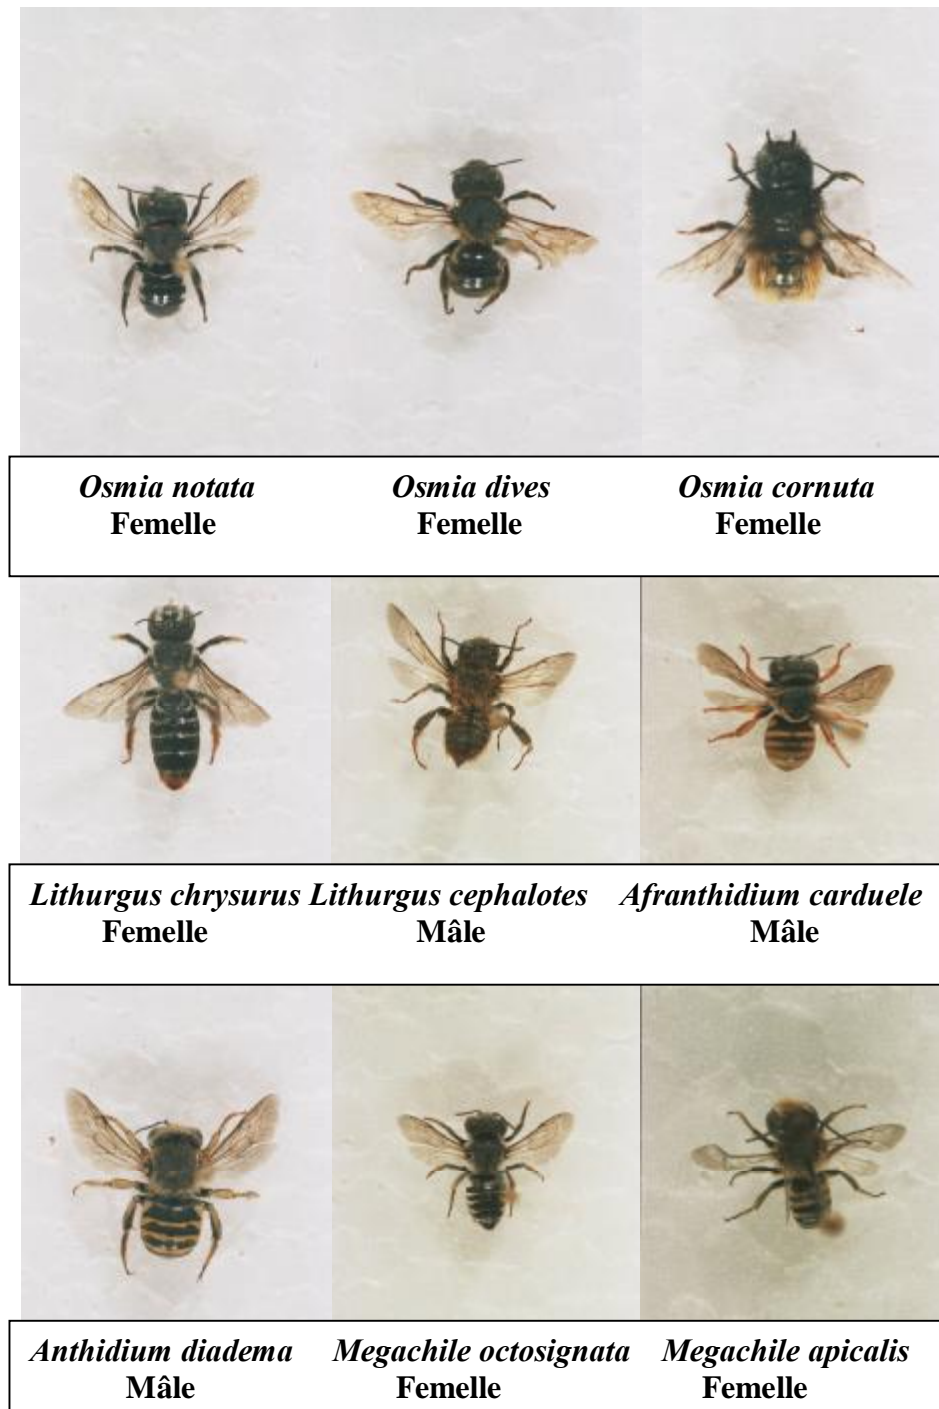 Osmia notata Osmia dives Osmia cornuta
Femelle Femelle Femelle
Lithurgus chrysurus Lithurgus cephalotes Afranthidium carduele
Femelle Mâle Mâle
Anthidium diadema Megachile octosignata Megachile apicalis
Mâle Femelle Femelle